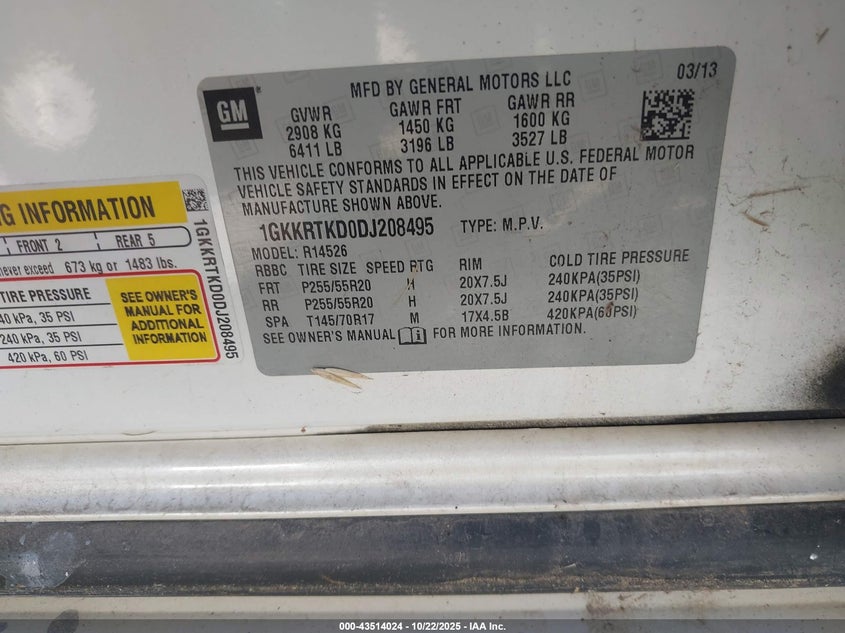 MFD BY GENERAL MOTORS LLC 03/13
GM
GVWR GAWR FRT GAWR RR
2908 KG 1450 KG 1600 KG
6411 LB 3196 LB 3527 LB
THIS VEHICLE CONFORMS TO ALL APPLICABLE U.S. FEDERAL MOTOR
VEHICLE SAFETY STANDARDS IN EFFECT ON THE DATE OF
MANUFACTURE SHOWN ABOVE.
1GKKRTKD0DJ208495 TYPE: M.P.V.
MODEL: R14526
RBBC TIRE SIZE SPEED RTG RIM COLD TIRE PRESSURE
FRT P255/55R20 H 20X7.5J 240KPA(35PSI)
RR P255/55R20 H 20X7.5J 240KPA(35PSI)
SPA T145/70R17 M 17X4.5B 420KPA(60PSI)
SEE OWNER'S MANUAL FOR MORE INFORMATION.
INFORMATION
FRONT 2 REAR 5
never exceed 673 kg or 1483 lbs.
TIRE PRESSURE
kPa, 35 PSI
240 kPa, 35 PSI
420 kPa, 60 PSI
SEE OWNER'S
MANUAL FOR
ADDITIONAL
INFORMATION
1GKKRTKD0DJ208495
000-43514024 - 10/22/2025 - IAA Inc.